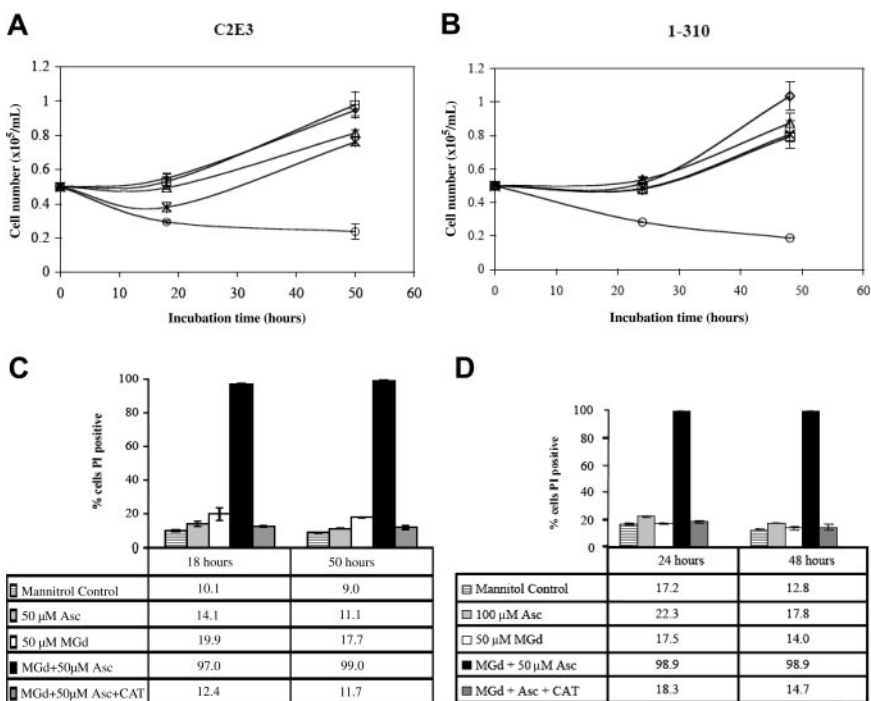 A
C2E3
1.2
1
0.8
0.6
0.4
0.2
0
Cell number (x10⁵/mL)
0 10 20 30 40 50 60
Incubation time (hours)
B
1-310
1.2
1
0.8
0.6
0.4
0.2
0
Cell number (x10⁵/mL)
0 10 20 30 40 50 60
Incubation time (hours)
C
100
80
60
40
20
0
% cells PI positive
18 hours 50 hours
Mannitrol Control 10.1 9.0
50 µM Asc 14.1 11.1
50 µM MGd 19.9 17.7
MGd+50µM Asc 97.0 99.0
MGd+50µM Asc+CAT 12.4 11.7
D
100
80
60
40
20
0
% cells PI positive
24 hours 48 hours
Mannitol Control 17.2 12.8
100 µM Asc 22.3 17.8
50 µM MGd 17.5 14.0
MGd + 50 µM Asc 98.9 98.9
MGd + Asc + CAT 18.3 14.7